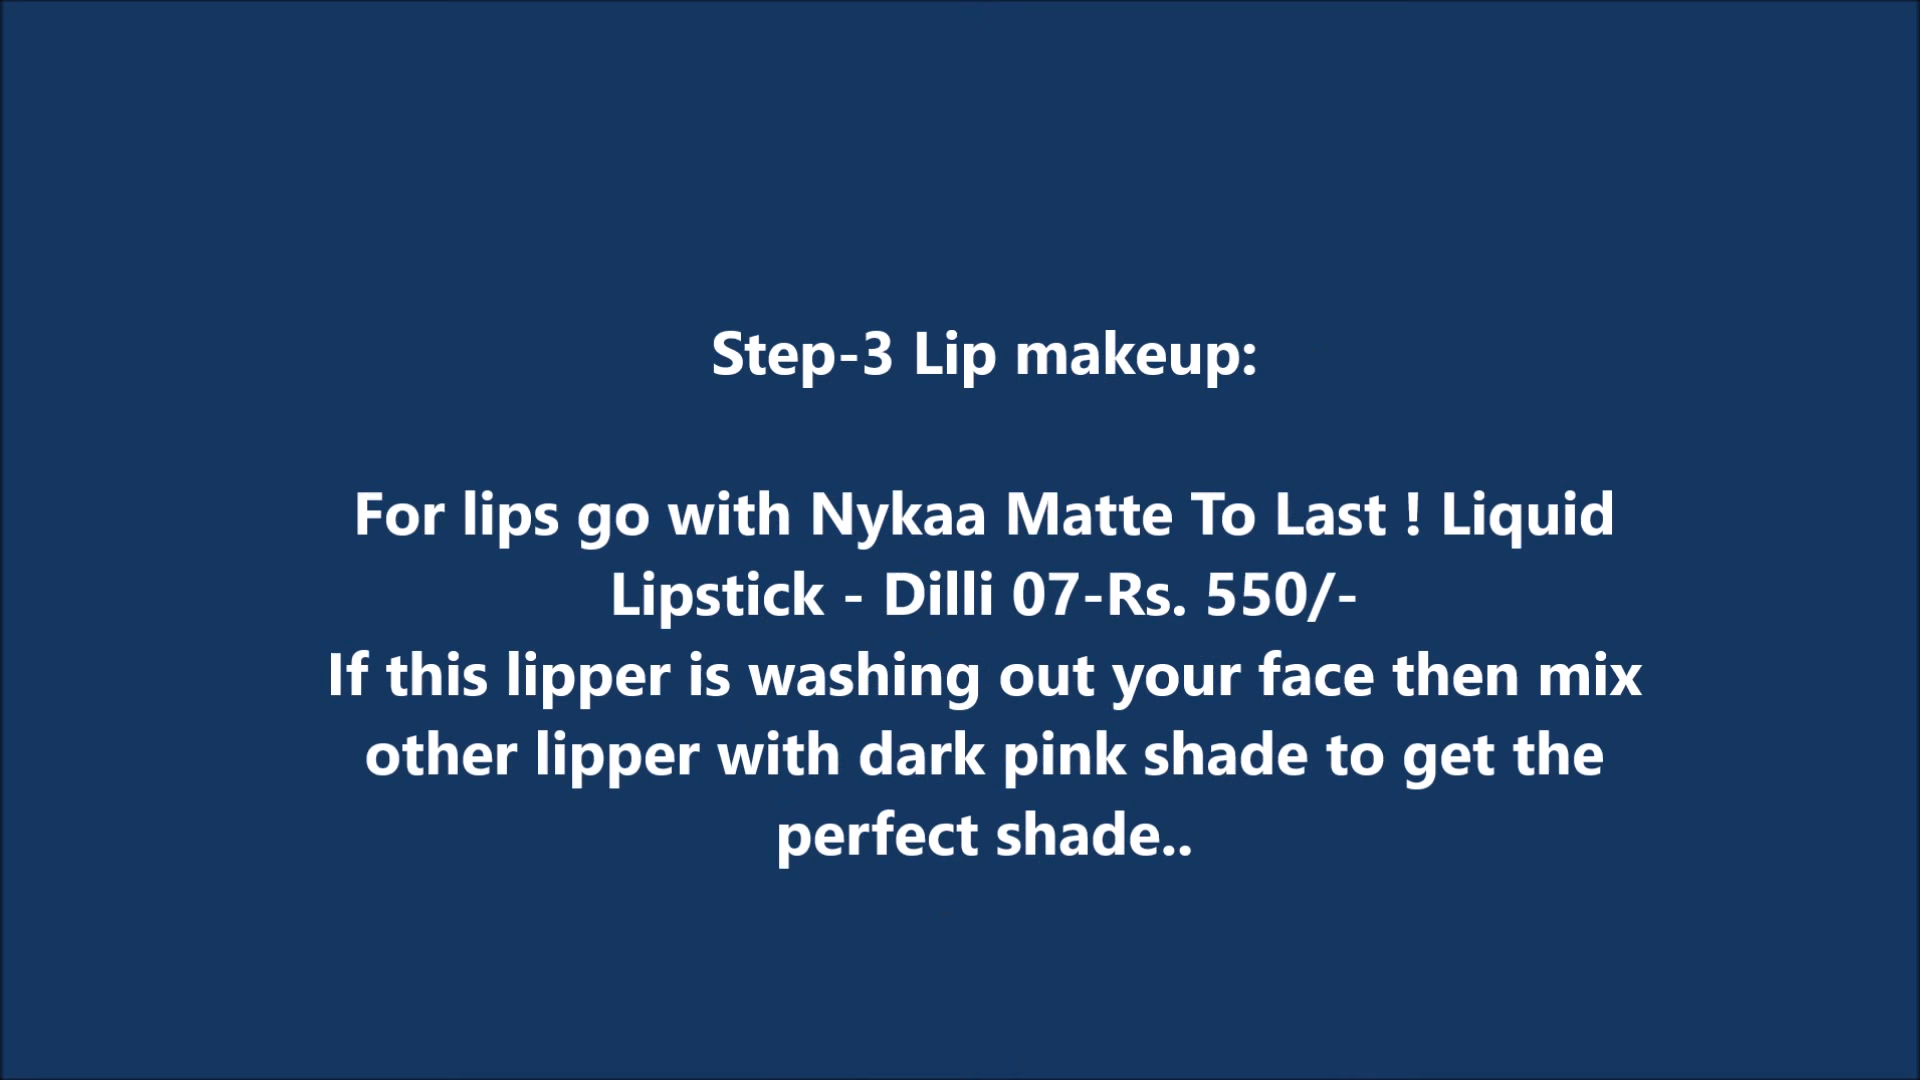 Step-3 Lip makeup:
For lips go with Nykaa Matte To Last ! Liquid
Lipstick - Dilli 07-Rs. 550/-
If this lipper is washing out your face then mix
other lipper with dark pink shade to get the
perfect shade..